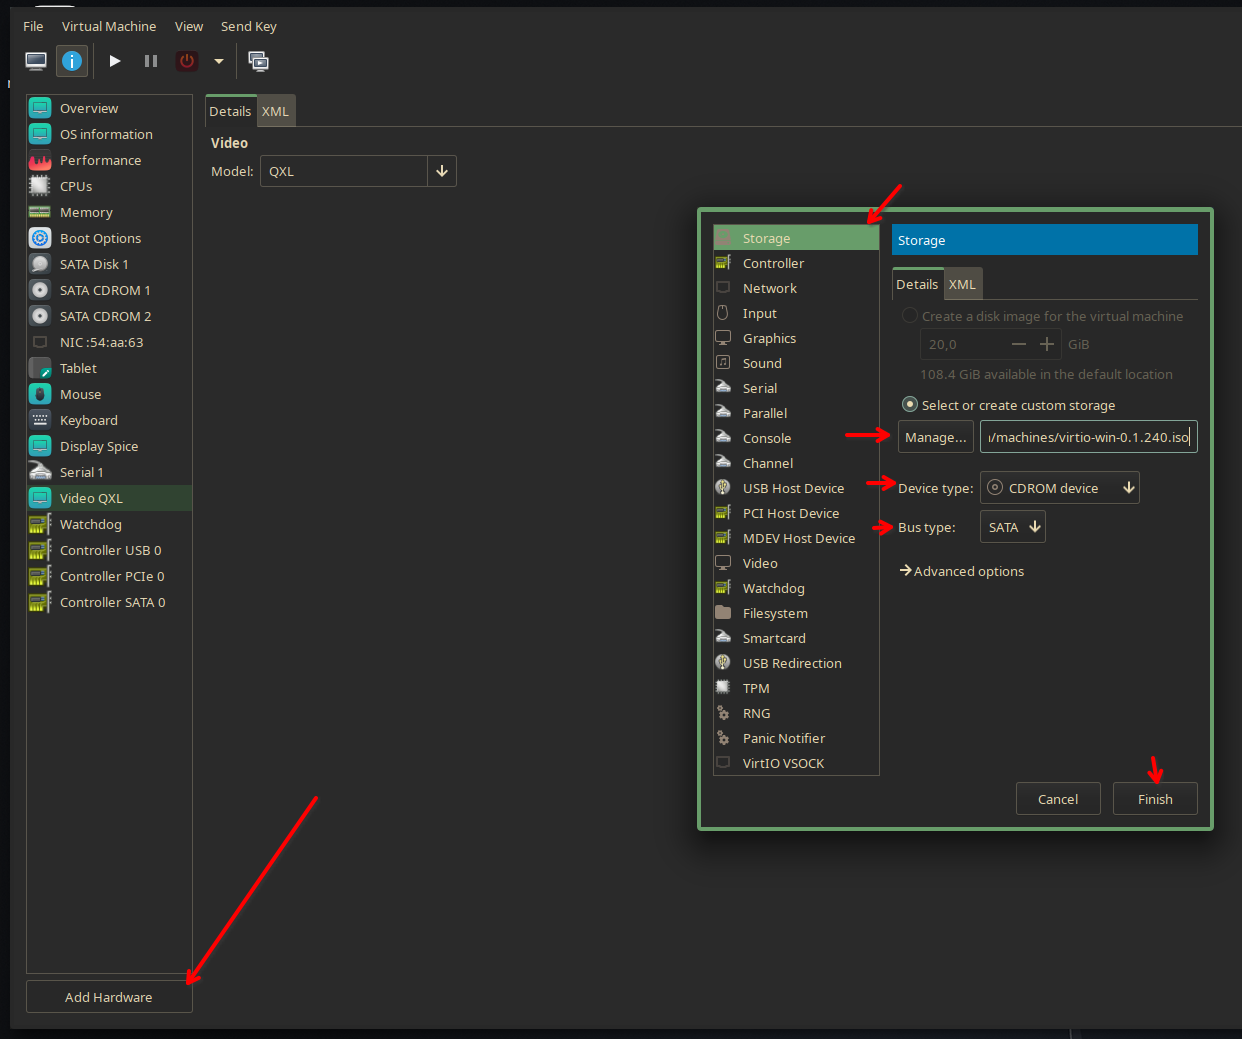 File Virtual Machine View Send Key
Overview
OS information
Performance
CPUs
Memory
Boot Options
SATA Disk 1
SATA CDROM 1
SATA CDROM 2
NIC :54:aa:63
Tablet
Mouse
Keyboard
Display Spice
Serial 1
Video QXL
Watchdog
Controller USB 0
Controller PCIe 0
Controller SATA 0
Add Hardware
Details XML
Video
Model: QXL
Storage
Controller
Network
Input
Graphics
Sound
Serial
Parallel
Console
Channel
USB Host Device
PCI Host Device
MDEV Host Device
Video
Watchdog
Filesystem
Smartcard
USB Redirection
TPM
RNG
Panic Notifier
VirtIO VSOCK
Storage
Details XML
Create a disk image for the virtual machine
20,0 GiB
108.4 GiB available in the default location
Select or create custom storage
Manage... /machines/virtio-win-0.1.240.iso
Device type: CDROM device
Bus type: SATA
Advanced options
Cancel Finish